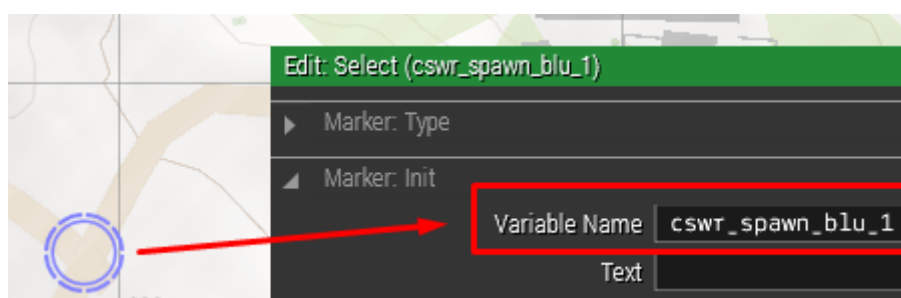 Edit: Select (cswr_spawn_blu_1)
Marker: Type
Marker: Init
Variable Name cswr_spawn_blu_1
Text